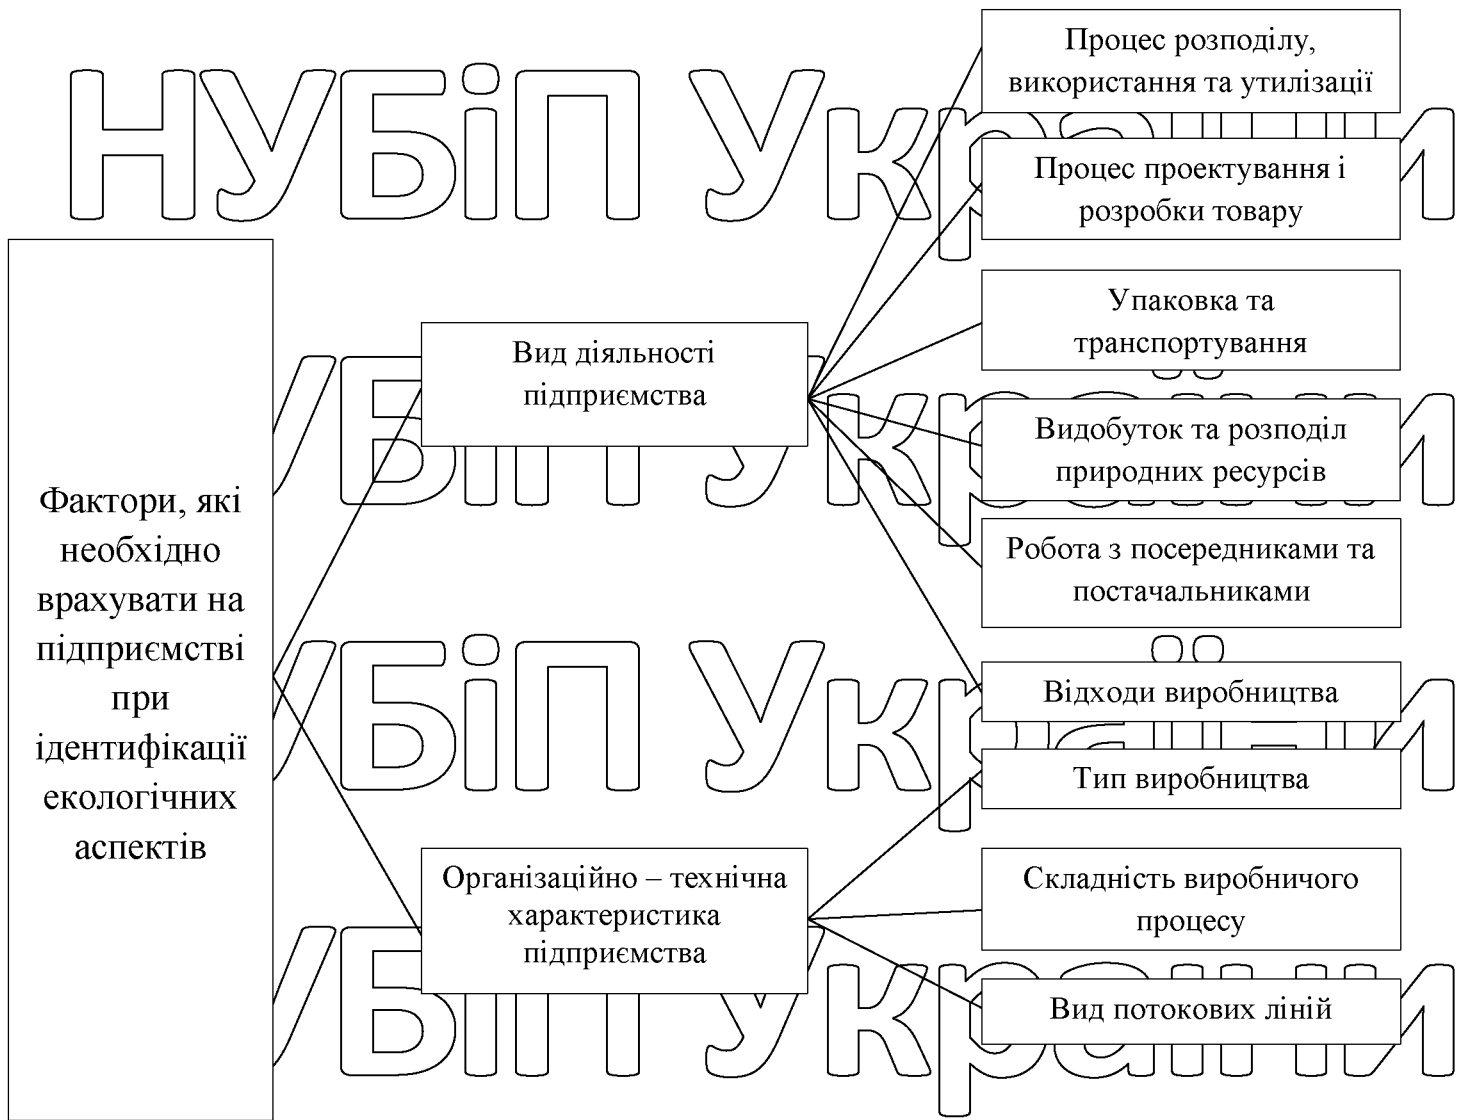 НУБіП України
Процес розподілу,
використання та утилізації
Процес проектування і
розробки товару
Упаковка та
транспортування
Вид діяльності
підприємства
НУБіП України
Видобуток та розподіл
природних ресурсів
Фактори, які
необхідно
врахувати на
підприємстві
при
ідентифікації
екологічних
аспектів
Робота з посередниками та
постачальниками
НУБіП України
Відходи виробництва
Тип виробництва
Організаційно – технічна
характеристика
підприємства
Складність виробничого
процесу
НУБіП України
Вид потокових ліній